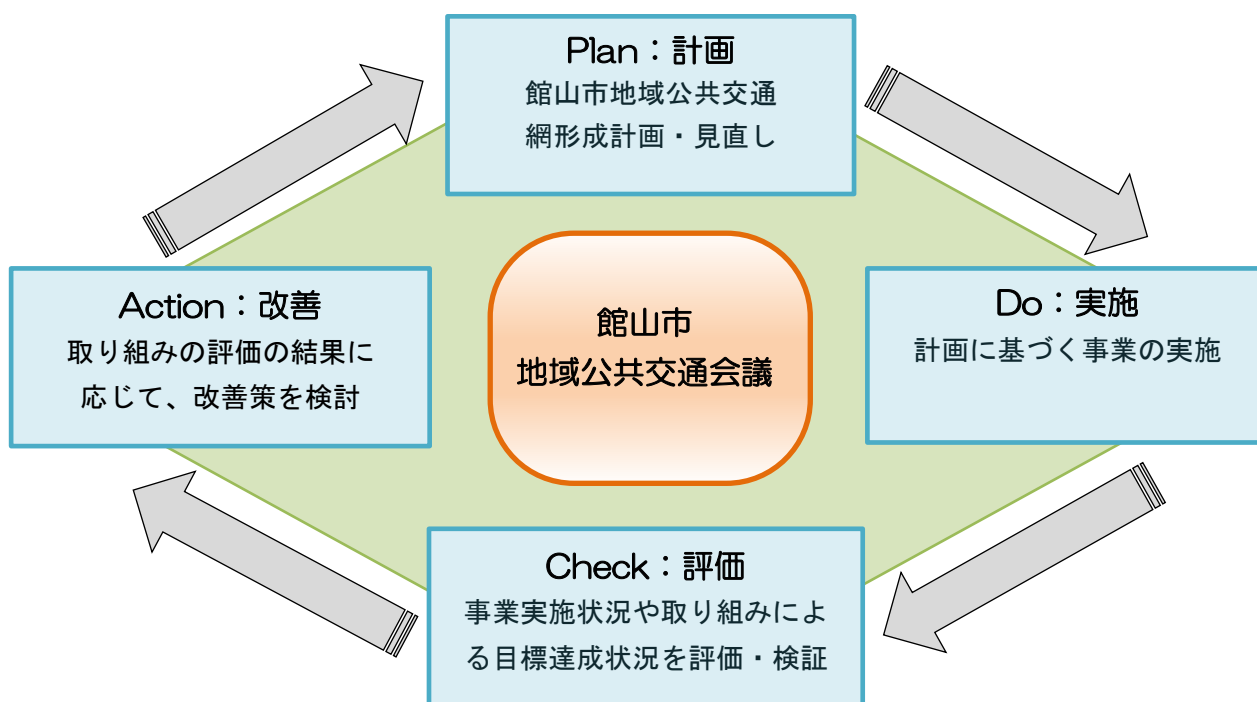 Plan：計画
館山市地域公共交通
網形成計画・見直し
Action：改善
取り組みの評価の結果に
応じて、改善策を検討
館山市
地域公共交通会議
Do：実施
計画に基づく事業の実施
Check：評価
事業実施状況や取り組みによ
る目標達成状況を評価・検証